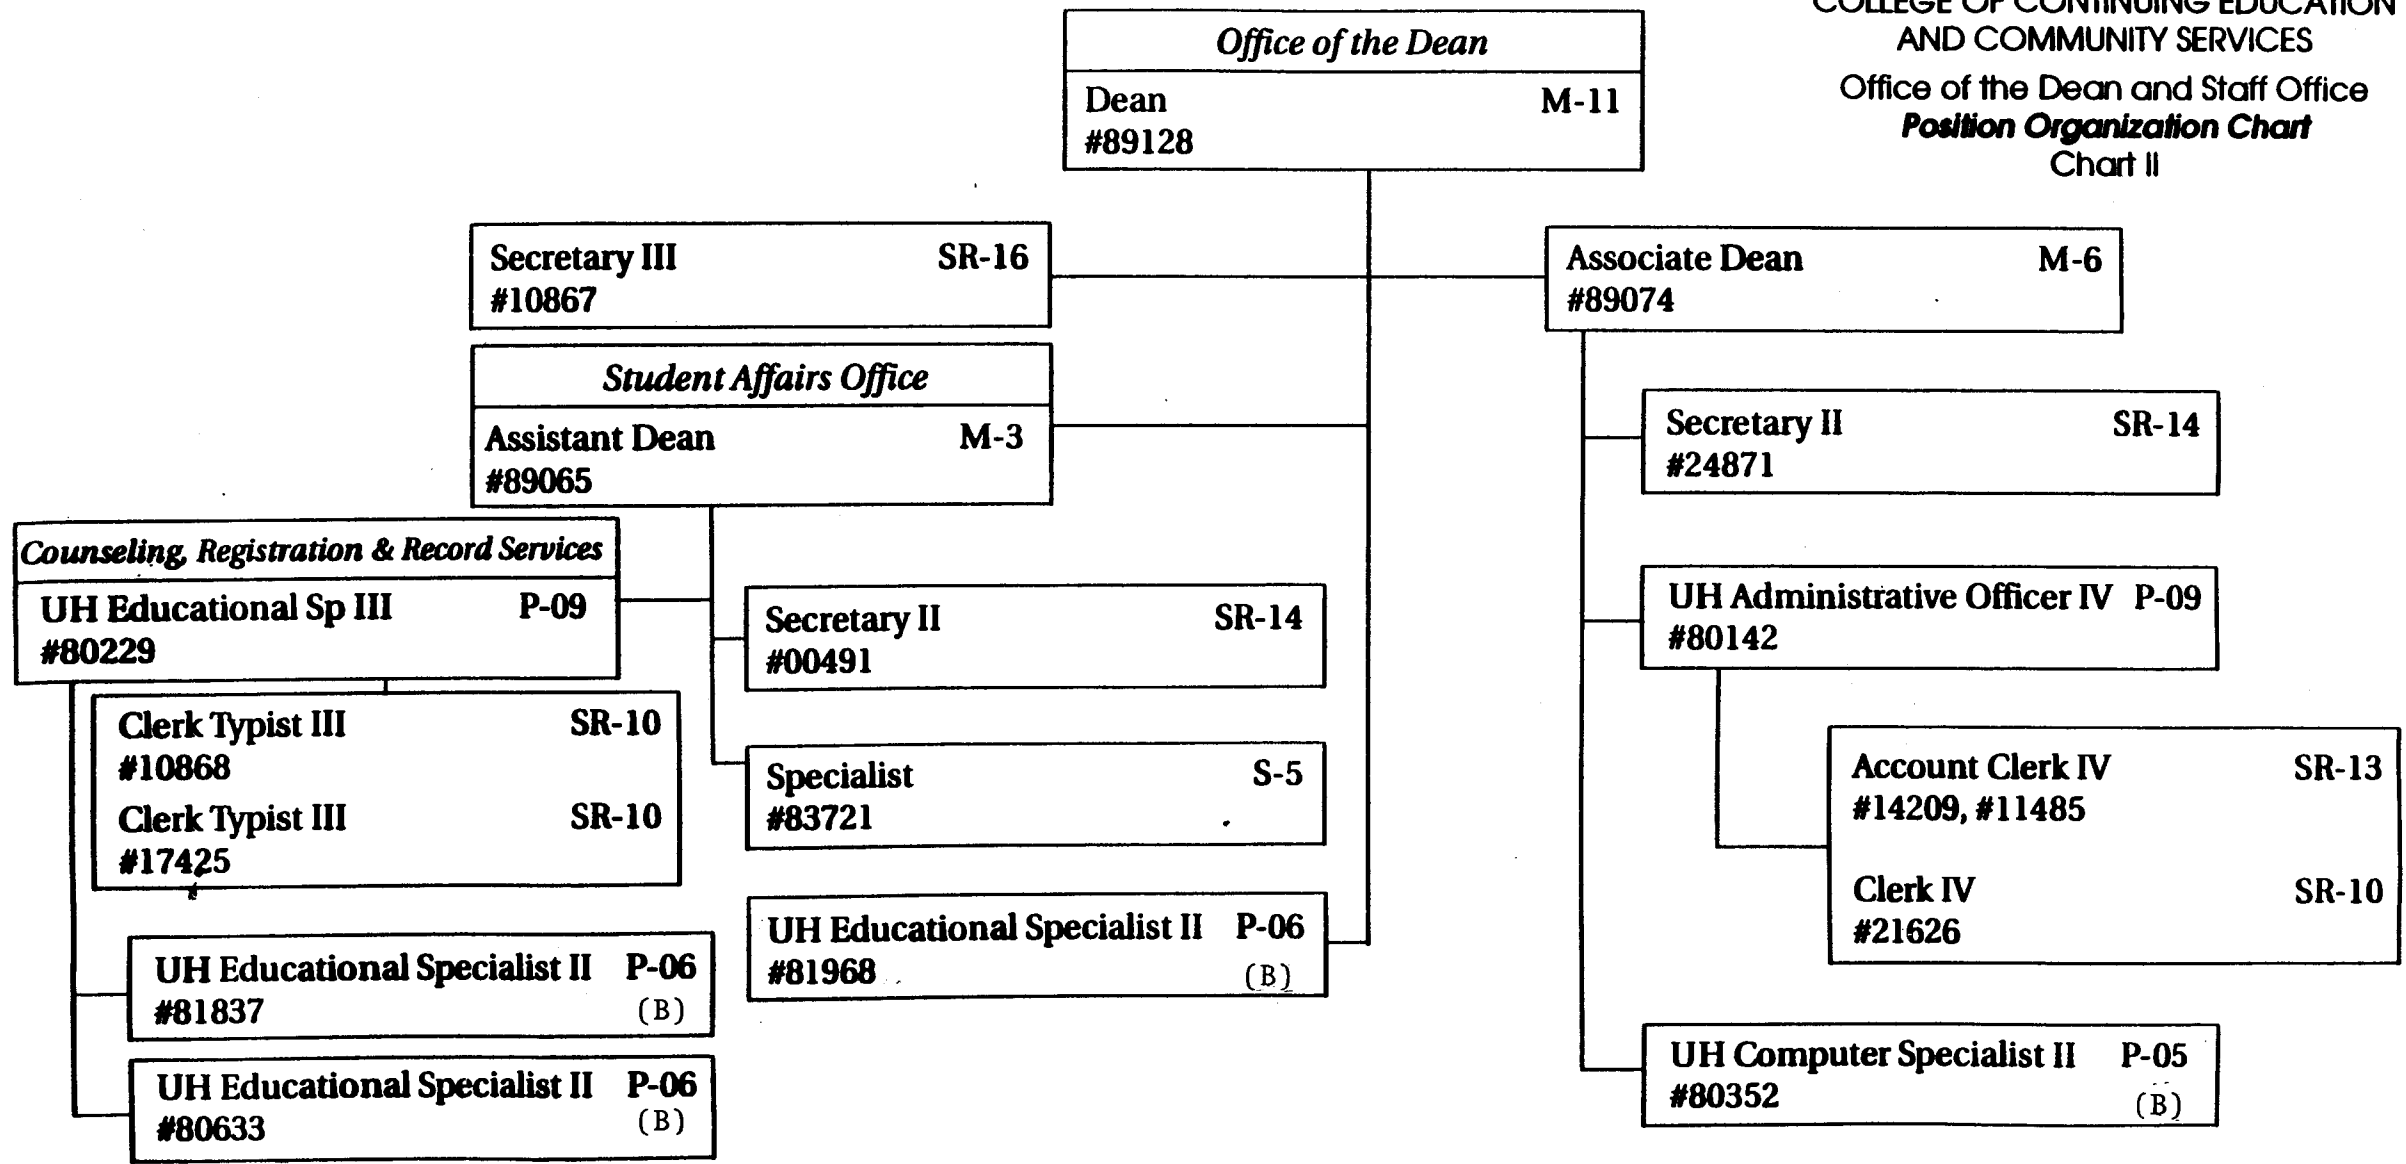 COLLEGE OF CONTINUING EDUCATION
AND COMMUNITY SERVICES
Office of the Dean and Staff Office
Position Organization Chart
Chart II
Office of the Dean
Dean M-11
#89128
Secretary III SR-16
#10867
Associate Dean M-6
#89074
Student Affairs Office
Assistant Dean M-3
#89065
Secretary II SR-14
#24871
Counseling, Registration & Record Services
UH Educational Sp III P-09
#80229
Secretary II SR-14
#00491
UH Administrative Officer IV P-09
#80142
Clerk Typist III SR-10
#10868
Clerk Typist III SR-10
#17425
Specialist S-5
#83721
Account Clerk IV SR-13
#14209, #11485
Clerk IV SR-10
#21626
UH Educational Specialist II P-06
#81968 (B)
UH Educational Specialist II P-06
#81837 (B)
UH Educational Specialist II P-06
#80633 (B)
UH Computer Specialist II P-05
#80352 (B)